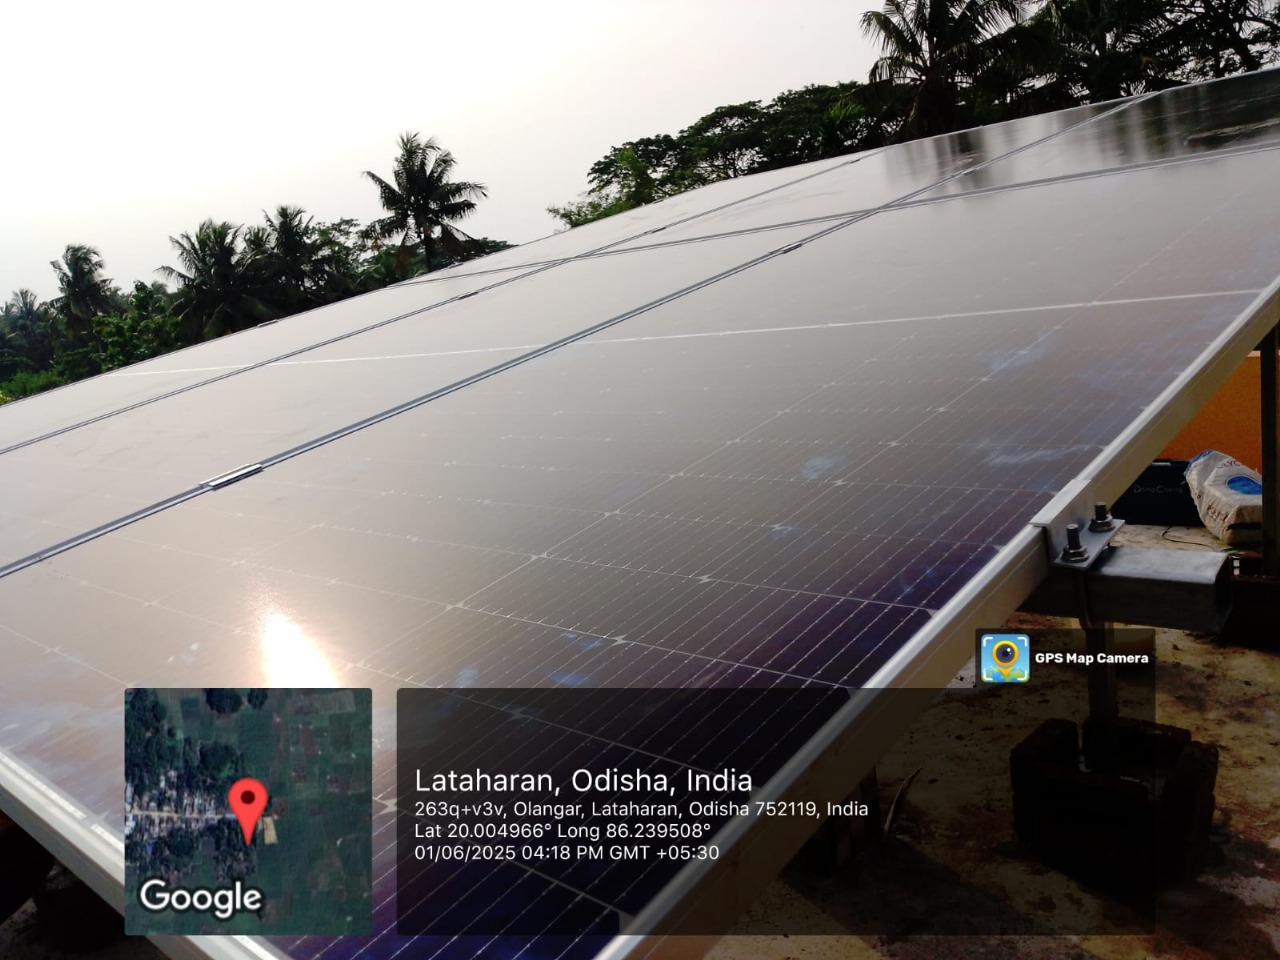 DongCheng
GPS Map Camera
Lataharan, Odisha, India
263q+v3v, Olangar, Lataharan, Odisha 752119, India
Lat 20.004966° Long 86.239508°
01/06/2025 04:18 PM GMT +05:30
Google